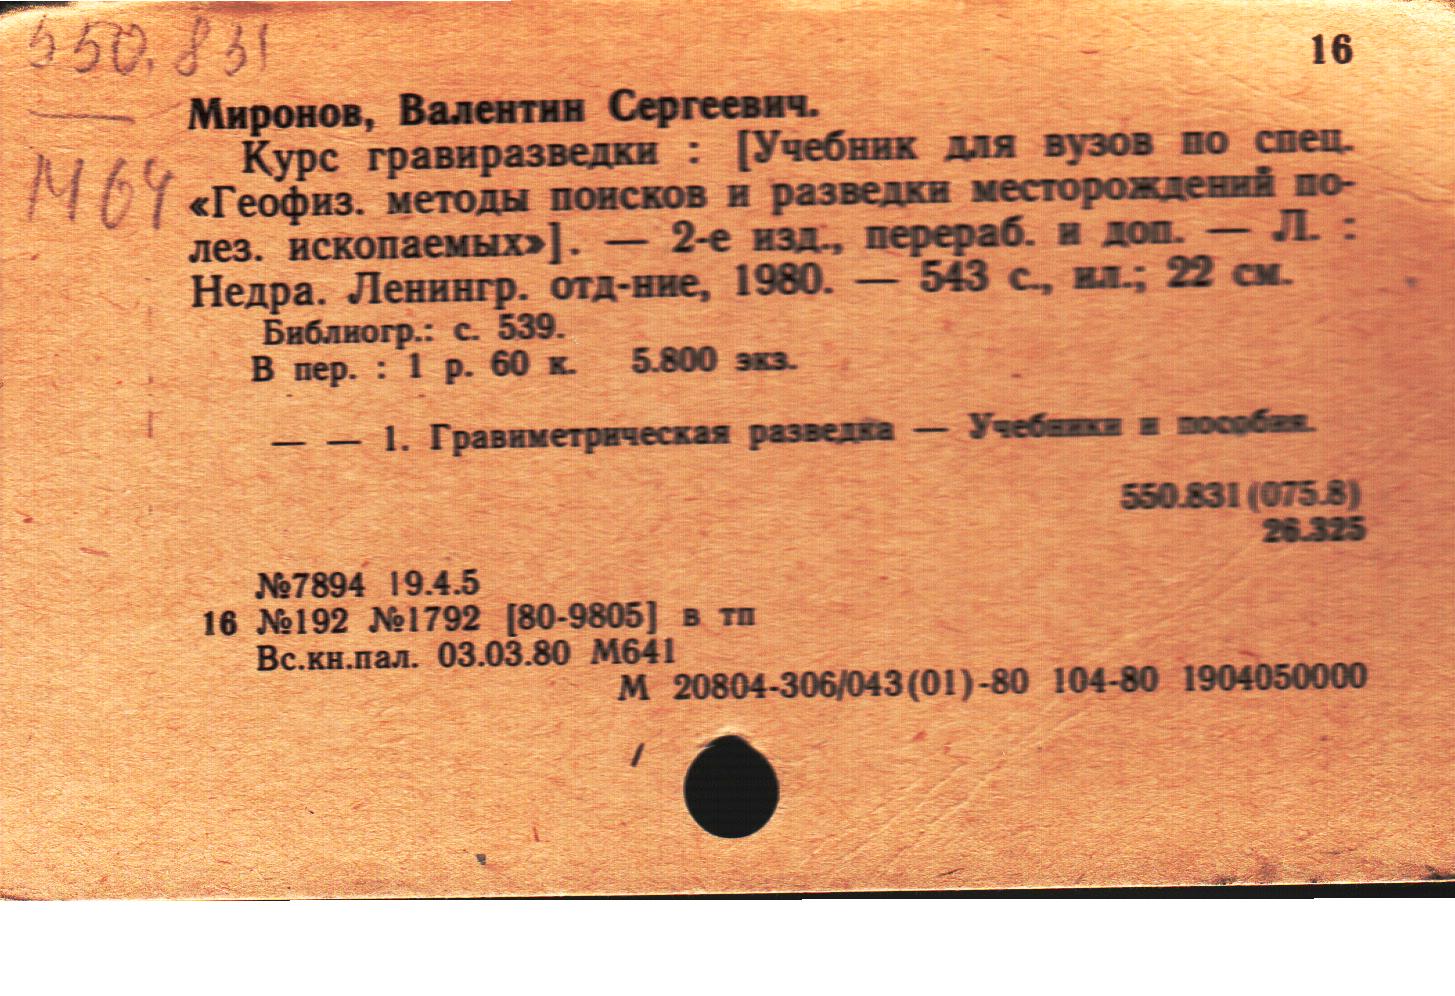 550.831
16
М64
Миронов, Валентин Сергеевич.
Курс гравиразведки : [Учебник для вузов по спец.
«Геофиз. методы поисков и разведки месторождений по-
лез. ископаемых»]. — 2-е изд., перераб. и доп. — Л. :
Недра. Ленингр. отд-ние, 1980. — 543 с., ил.; 22 см.
Библиогр.: с. 539.
В пер. : 1 р. 60 к. 5.800 экз.
— — 1. Гравиметрическая разведка — Учебники и пособия.
550.831(075.8)
26.325
№7894 19.4.5
16 №192 №1792 [80-9805] в тп
Вс.кн.пал. 03.03.80 М641
М 20804-306/043(01)-80 104-80 1904050000